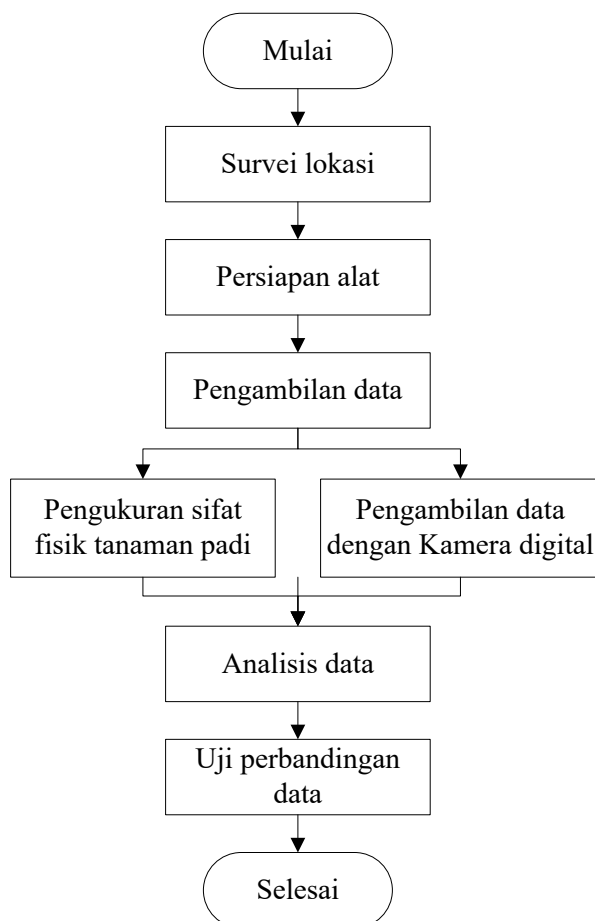 Mulai
Survei lokasi
Persiapan alat
Pengambilan data
Pengukuran sifat
fisik tanaman padi
Pengambilan data
dengan Kamera digital
Analisis data
Uji perbandingan
data
Selesai